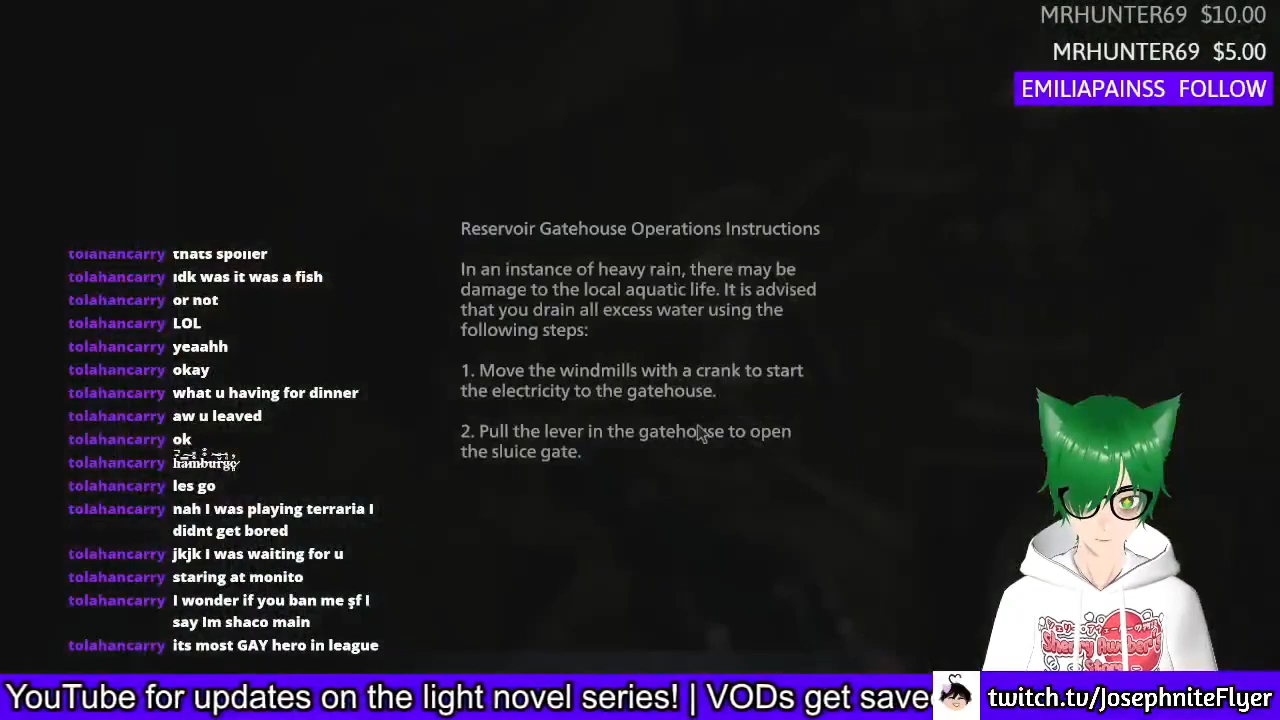 MRHUNTER69 $10.00
MRHUNTER69 $5.00
EMILIAPAINSS FOLLOW
Reservoir Gatehouse Operations Instructions
In an instance of heavy rain, there may be
damage to the local aquatic life. It is advised
that you drain all excess water using the
following steps:
1. Move the windmills with a crank to start
the electricity to the gatehouse.
2. Pull the lever in the gatehouse to open
the sluice gate.
tolahancarry thats spoiler
tolahancarry ıdk was it was a fish
tolahancarry or not
tolahancarry LOL
tolahancarry yeaahh
tolahancarry okay
tolahancarry what u having for dinner
tolahancarry aw u leaved
tolahancarry ok
tolahancarry hamburge
tolahancarry les go
tolahancarry nah I was playing terraria I
didnt get bored
tolahancarry jkjk I was waiting for u
tolahancarry staring at monito
tolahancarry I wonder if you ban me şf I
say Im shaco main
tolahancarry its most GAY hero in league
Sherry Awbery
Story
YouTube for updates on the light novel series! | VODs get save
twitch.tv/JosephniteFlyer